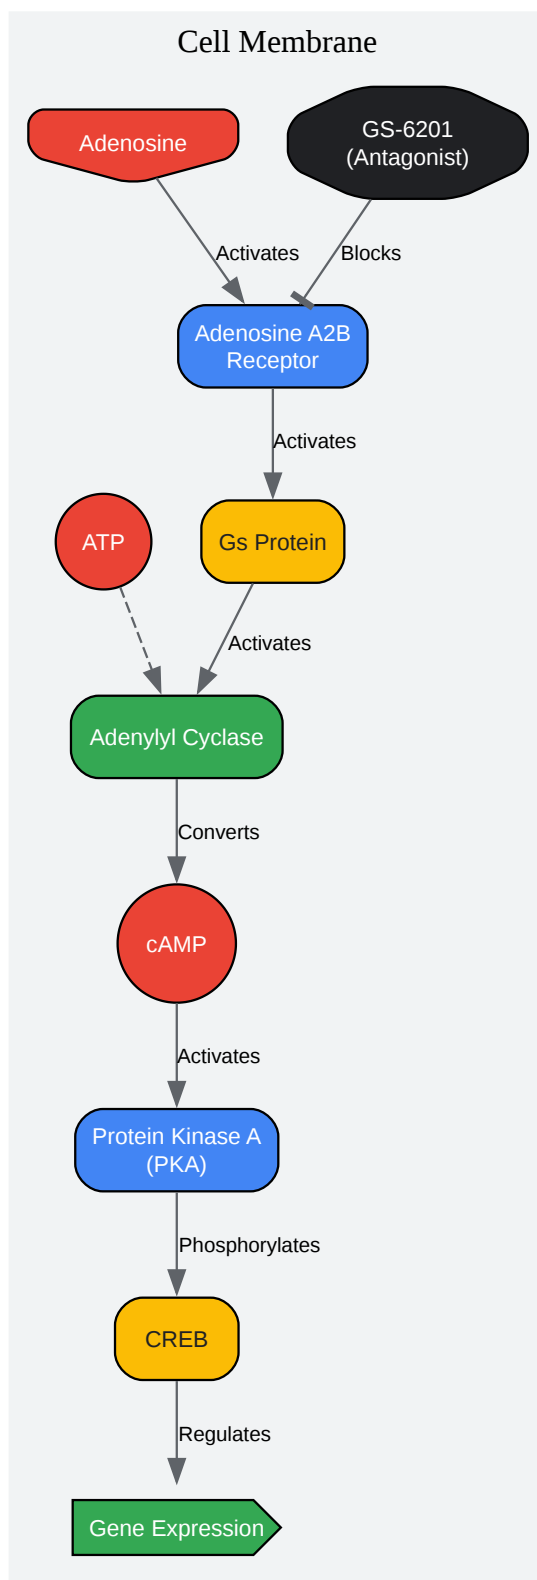 Cell Membrane
Adenosine
GS-6201
(Antagonist)
Activates
Blocks
Adenosine A2B
Receptor
Activates
ATP
Gs Protein
Activates
Adenylyl Cyclase
Converts
cAMP
Activates
Protein Kinase A
(PKA)
Phosphorylates
CREB
Regulates
Gene Expression